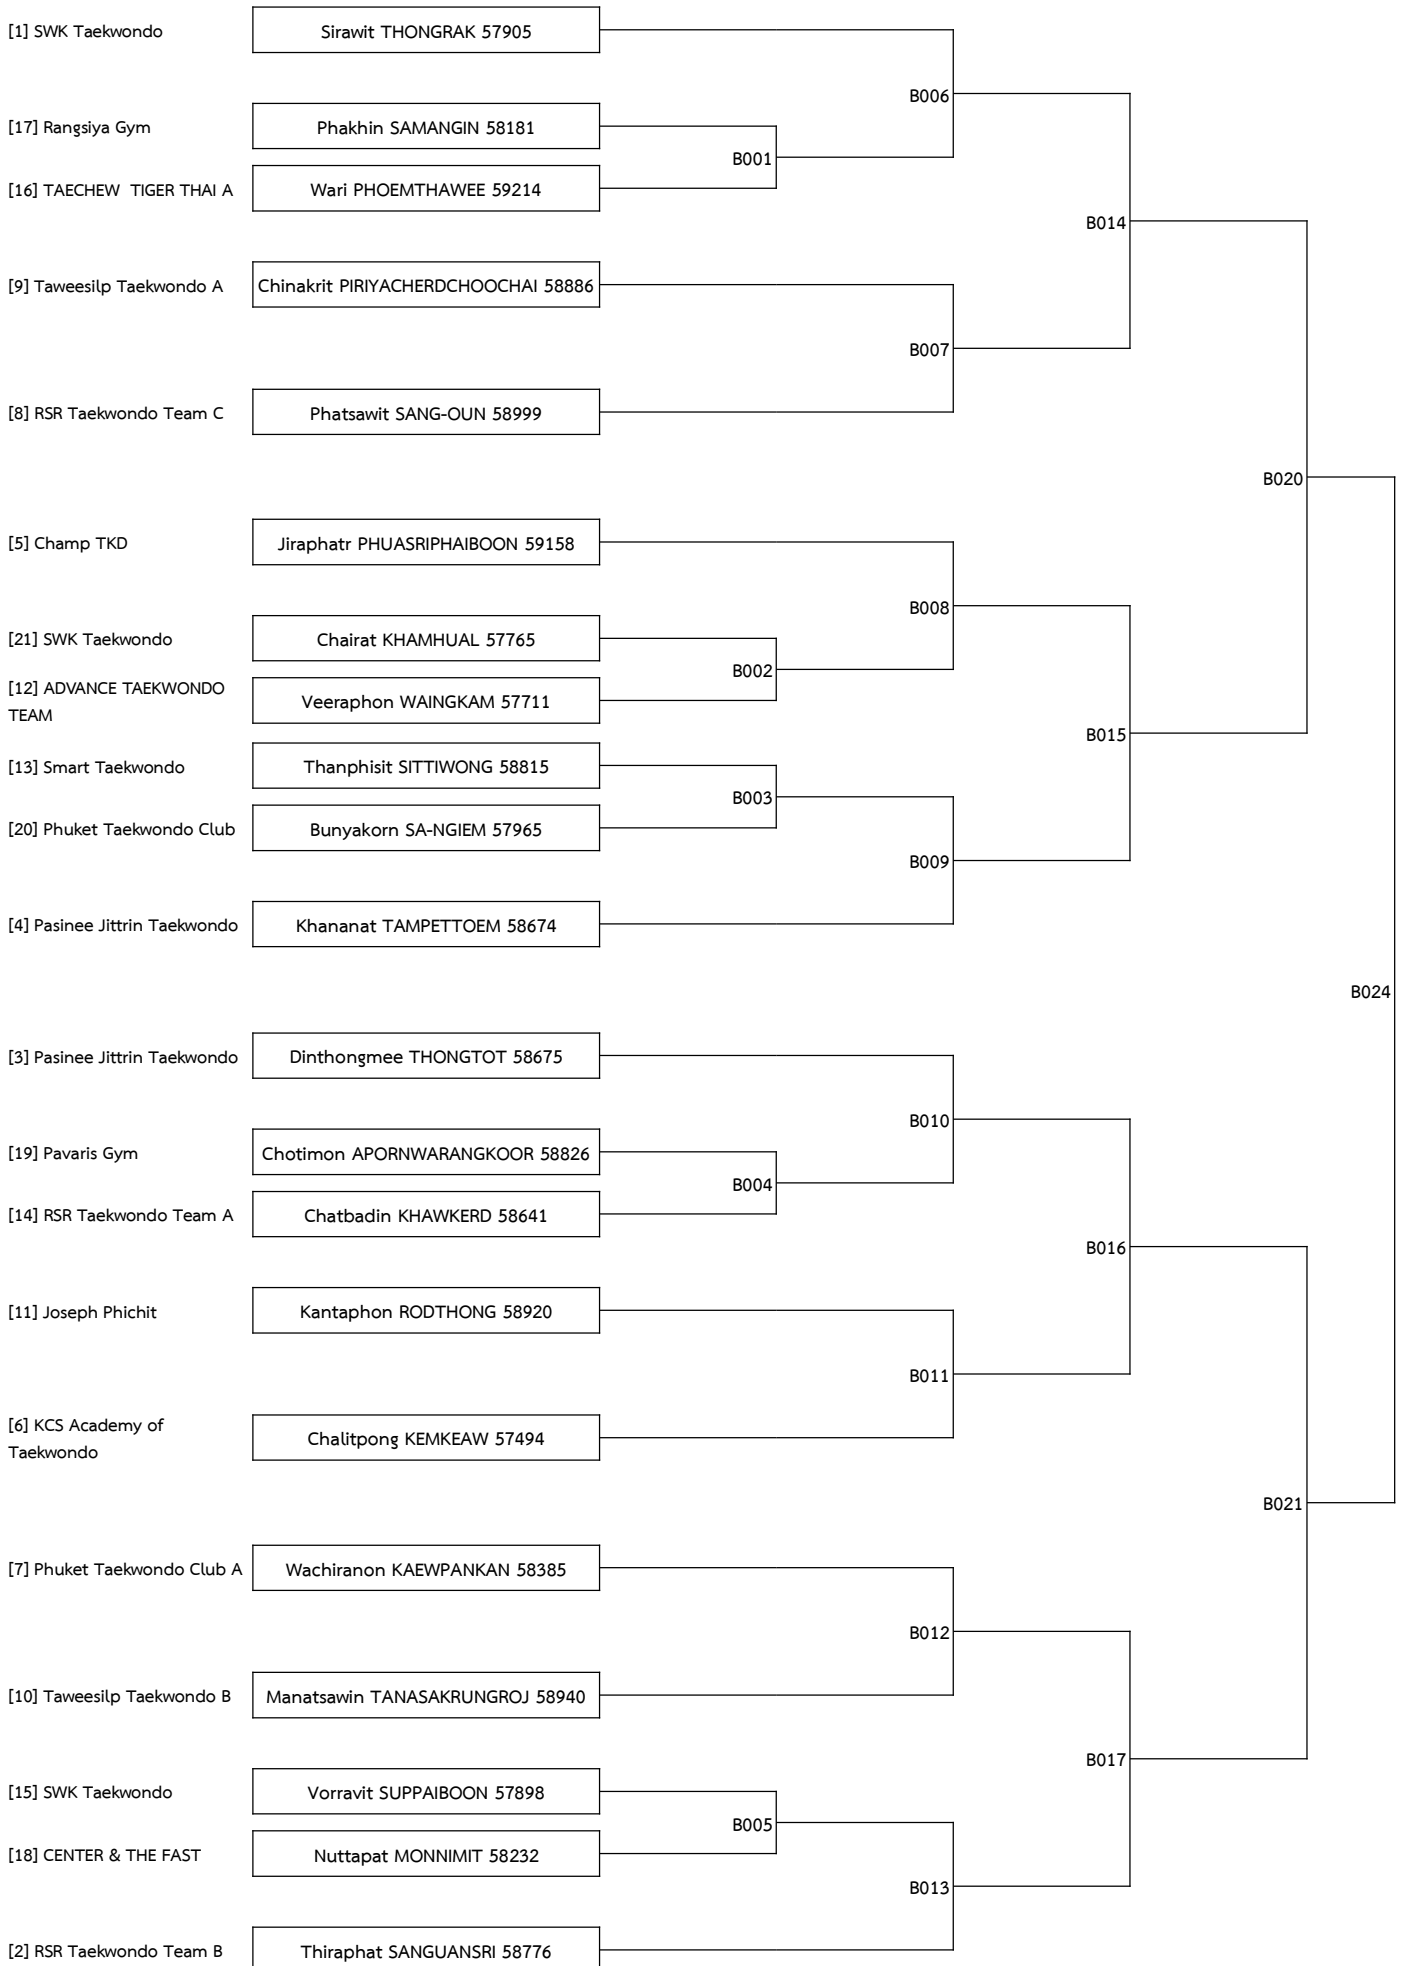 [1] SWK Taekwondo
Sirawit THONGRAK 57905
B006
[17] Rangsiya Gym
Phakhin SAMANGIN 58181
B001
[16] TAECHEW  TIGER THAI A
Wari PHOEMTHAWEE 59214
B014
[9] Taweesilp Taekwondo A
Chinakrit PIRIYACHERDCHOOCHAI 58886
B007
[8] RSR Taekwondo Team C
Phatsawit SANG-OUN 58999
B020
[5] Champ TKD
Jiraphatr PHUASRIPHAIBOON 59158
B008
[21] SWK Taekwondo
Chairat KHAMHUAL 57765
B002
[12] ADVANCE TAEKWONDO
TEAM
Veeraphon WAINGKAM 57711
B015
[13] Smart Taekwondo
Thanphisit SITTIWONG 58815
B003
[20] Phuket Taekwondo Club
Bunyakorn SA-NGIEM 57965
B009
[4] Pasinee Jittrin Taekwondo
Khananat TAMPETTOEM 58674
B024
[3] Pasinee Jittrin Taekwondo
Dinthongmee THONGTOT 58675
B010
[19] Pavaris Gym
Chotimon APORNWARANGKOOR 58826
B004
[14] RSR Taekwondo Team A
Chatbadin KHAWKERD 58641
B016
[11] Joseph Phichit
Kantaphon RODTHONG 58920
B011
[6] KCS Academy of
Taekwondo
Chalitpong KEMKEAW 57494
B021
[7] Phuket Taekwondo Club A
Wachiranon KAEWPANKAN 58385
B012
[10] Taweesilp Taekwondo B
Manatsawin TANASAKRUNGROJ 58940
B017
[15] SWK Taekwondo
Vorravit SUPPAIBOON 57898
B005
[18] CENTER & THE FAST
Nuttapat MONNIMIT 58232
B013
[2] RSR Taekwondo Team B
Thiraphat SANGUANSRI 58776